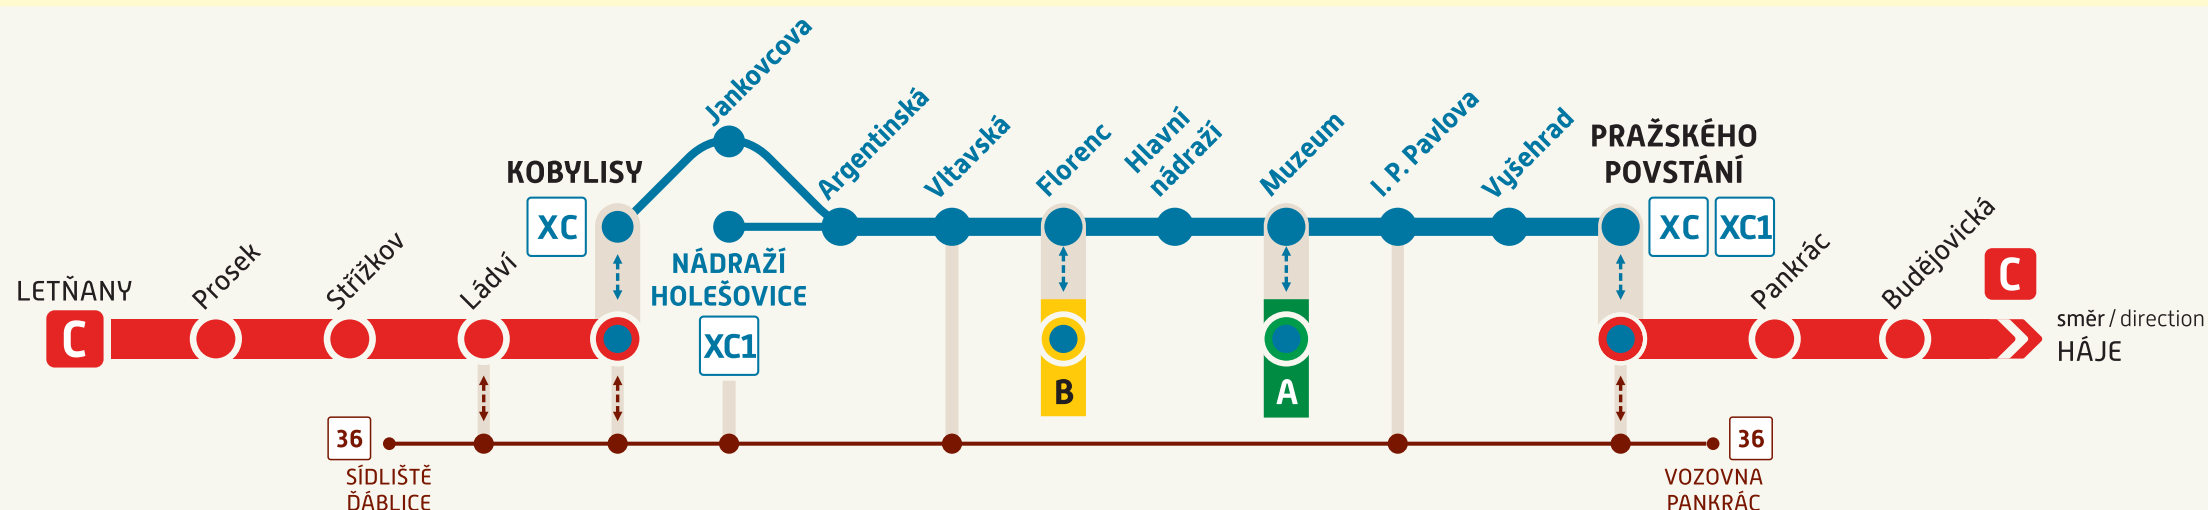 Jankovcova
Argentinská
Vltavská
Florenc
Hlavní
nádraží
Muzeum
I. P. Pavlova
Vyšehrad
PRAŽSKÉHO
POVSTÁNÍ
XC XC1
KOBYLISY
XC
NÁDRAŽÍ
HOLEŠOVICE
XC1
LETŇANY
C
Prosek
Střížkov
Ládví
B
A
Pankrác
Budějovická
C
směr / direction
HÁJE
36
SÍDLIŠTĚ
ĎÁBLICE
36
VOZOVNA
PANKRÁC